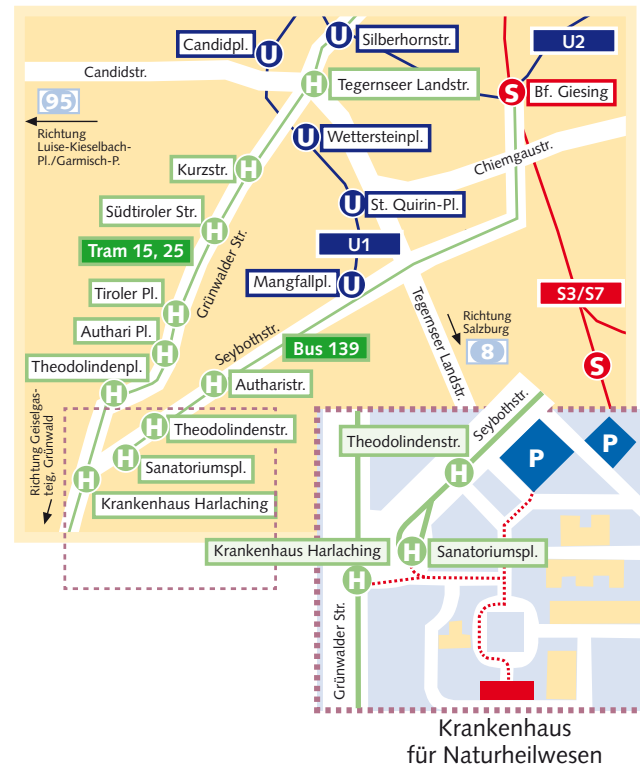 Candidpl.
U
U
Silberhornstr.
U2
Candidstr.
H
Tegernseer Landstr.
S
Bf. Giesing
95
Richtung
Luise-Kieselbach-
Pl./Garmisch-P.
U
Wettersteinpl.
Chiemgaustr.
Kurzstr.
H
U
St. Quirin-Pl.
Südtiroler Str.
H
Tram 15, 25
Grünwalder Str.
U1
Mangfallpl.
U
Tiroler Pl.
H
S3/S7
Authari Pl.
H
Seybothstr.
Bus 139
Tegernseer Landstr.
Richtung
Salzburg
8
S
Theodolindenpl.
H
H
Autharistr.
Richtung Geiselgas-
teig, Grünwald
H
Theodolindenstr.
H
Sanatoriumspl.
H
Krankenhaus Harlaching
Seybothstr.
Theodolindenstr.
H
P
P
Krankenhaus Harlaching
H
Sanatoriumspl.
H
Grünwalder Str.
Krankenhaus
für Naturheilwesen